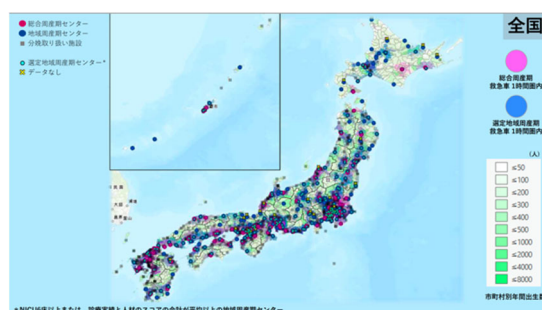 総合周産期センター
地域周産期センター
分娩取り扱い施設
選定地域周産期センター*
データなし
全国
総合周産期
救急車 1時間圏内
選定地域周産期
救急車 1時間圏内
(人)
≤50
≤100
≤200
≤300
≤400
≤500
≤1000
≤2000
≤4000
≤8000
市町村別年間出生数